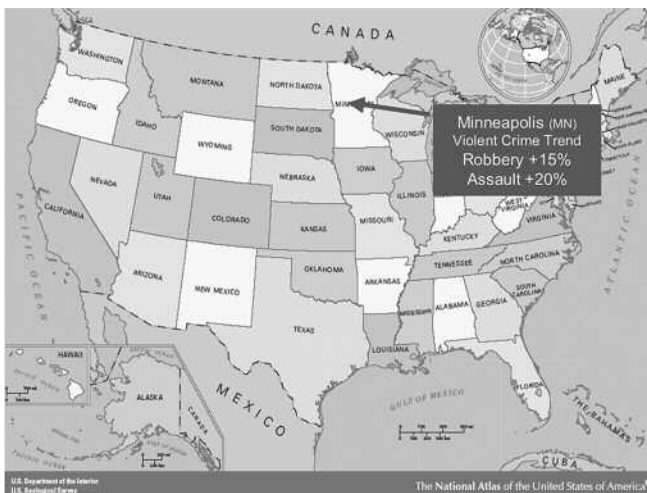 CANADA
WASHINGTON
MONTANA
NORTH DAKOTA
MAINE
OREGON
IDAHO
SOUTH DAKOTA
WISCONSIN
WYOMING
Minneapolis (MN)
Violent Crime Trend
Robbery +15%
Assault +20%
NEVADA
UTAH
NEBRASKA
IOWA
ILLINOIS
WEST VIRGINIA
VIRGINIA
CALIFORNIA
COLORADO
KANSAS
MISSOURI
KENTUCKY
PACIFIC OCEAN
ATLANTIC OCEAN
ARIZONA
NEW MEXICO
OKLAHOMA
ARKANSAS
TENNESSEE
NORTH CAROLINA
SOUTH CAROLINA
TEXAS
LOUISIANA
MISSISSIPPI
ALABAMA
GEORGIA
FLORIDA
HAWAII
ALASKA
CANADA
MEXICO
GULF OF MEXICO
THE BAHAMAS
CUBA
U.S. Department of the Interior
U.S. Geological Survey
The National Atlas of the United States of America